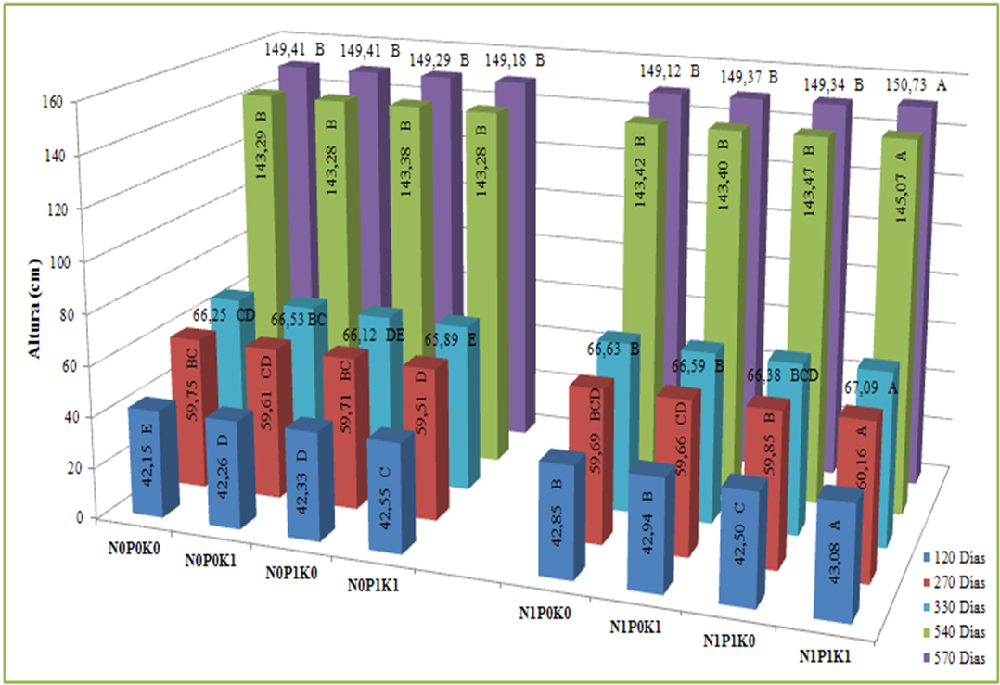 149,41 B
149,41 B
149,29 B
149,18 B
149,12 B
149,37 B
149,34 B
150,73 A
143,29 B
143,28 B
143,38 B
143,28 B
143,42 B
143,40 B
143,47 B
145,07 A
66,25 CD
66,53 BC
66,12 DE
65,89 E
66,63 B
66,59 B
66,38 BCD
67,09 A
59,75 BC
59,61 CD
59,71 BC
59,51 D
59,69 BCD
59,66 CD
59,85 B
60,16 A
42,15 E
42,26 D
42,33 D
42,55 C
42,85 B
42,94 B
42,50 C
43,08 A
Altura (cm)
160
140
120
100
80
60
40
20
0
N0P0K0
N0P0K1
N0P1K0
N0P1K1
N1P0K0
N1P0K1
N1P1K0
N1P1K1
120 Dias
270 Dias
330 Dias
540 Dias
570 Dias